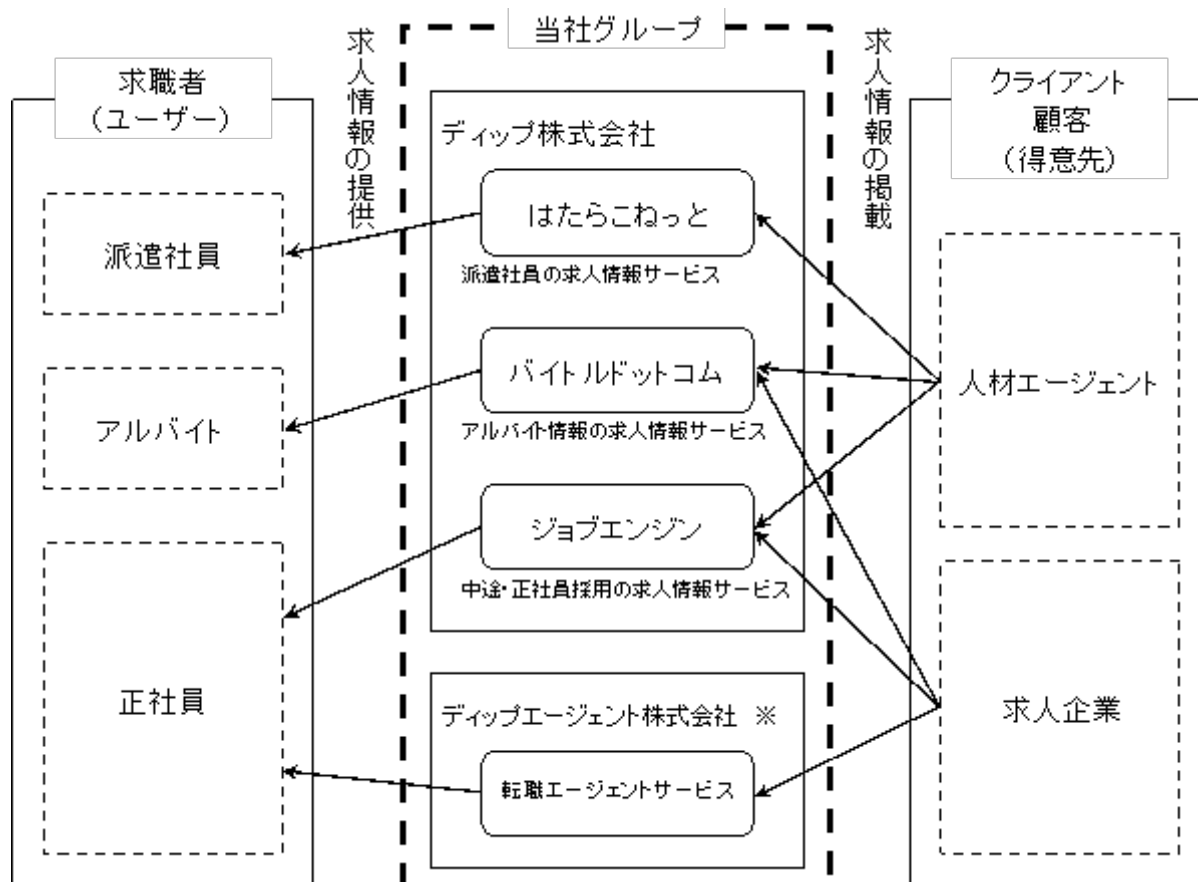 当社グループ
求職者
(ユーザー)
求人情報の提供
求人情報の掲載
クライアント
顧客
(得意先)
ディップ株式会社
はたらこねっと
派遣社員の求人情報サービス
バイトルドットコム
アルバイト情報の求人情報サービス
ジョブエンジン
中途・正社員採用の求人情報サービス
ディップエージェント株式会社 ※
転職エージェントサービス
派遣社員
アルバイト
正社員
人材エージェント
求人企業